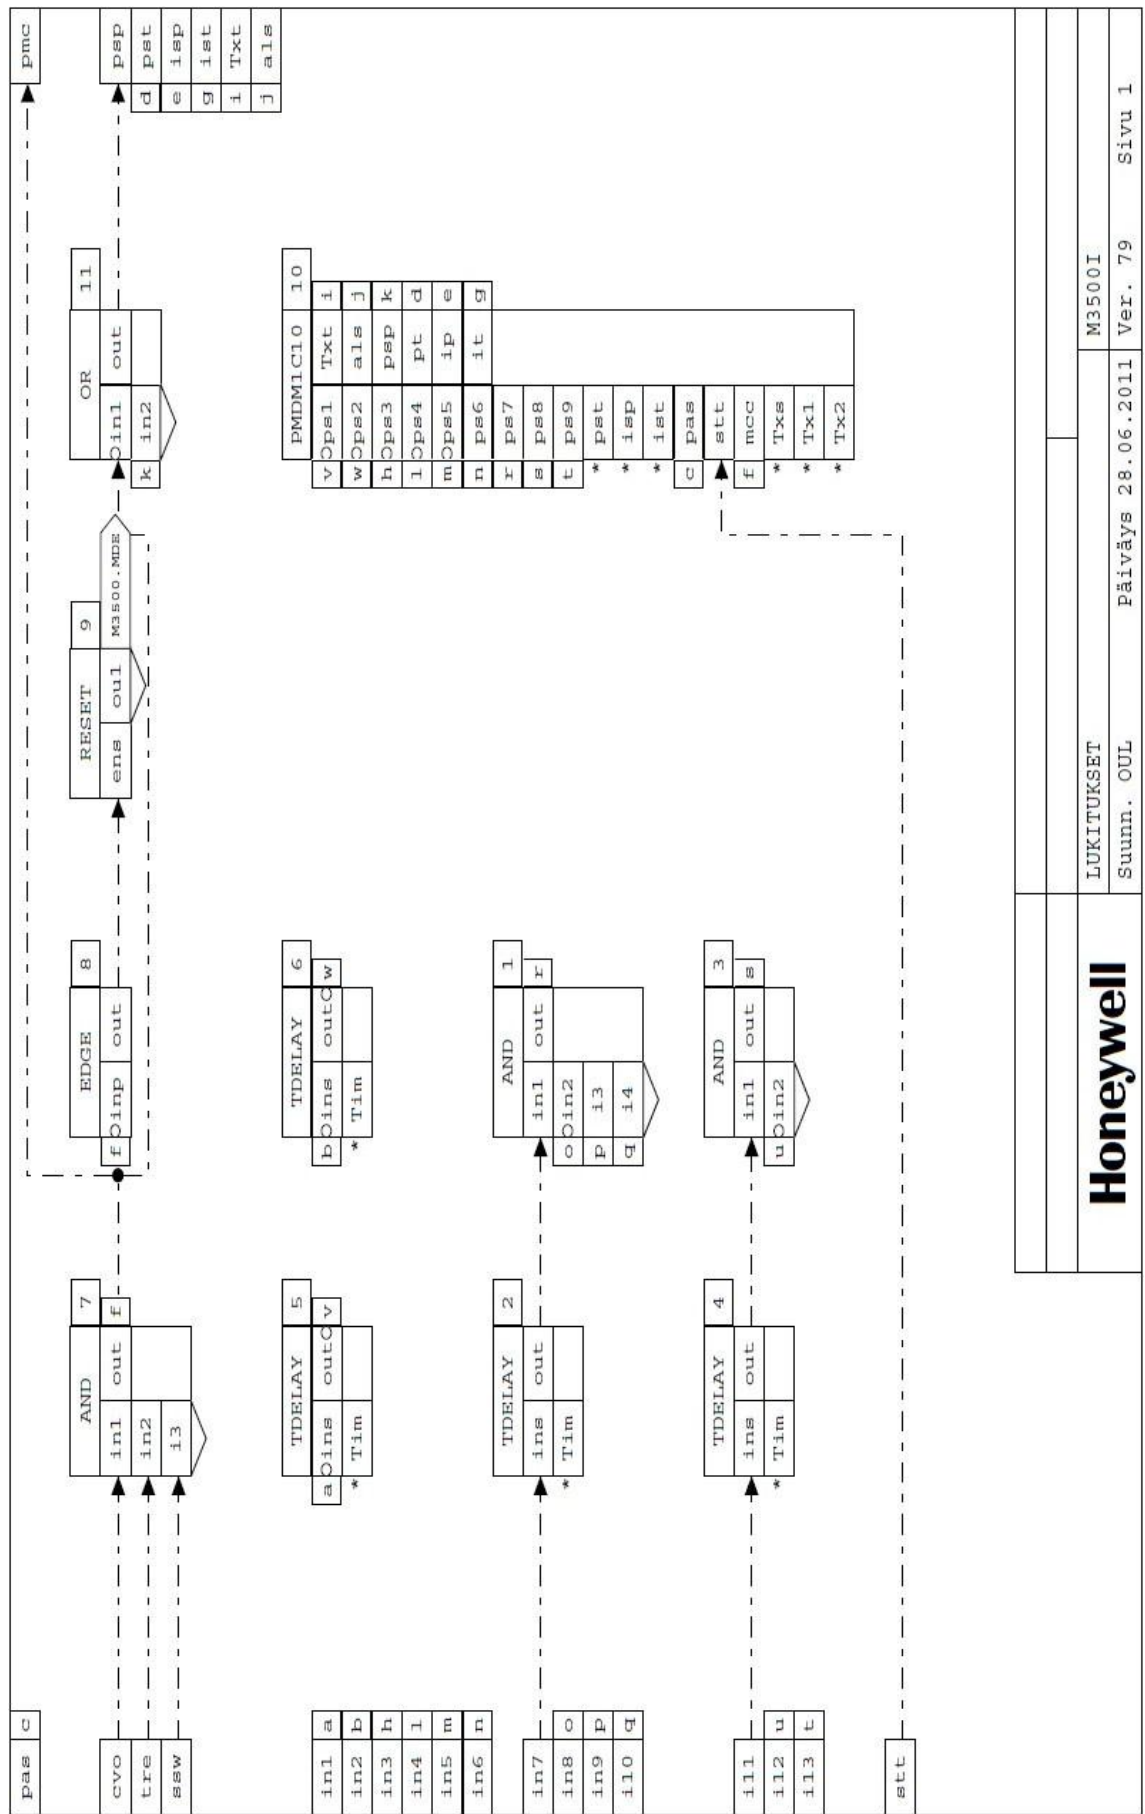 pas c
pmc
cvo
tre
ssw
AND 7
in1 out f
in2
i3
EDGE 8
f inp out
RESET 9
ens ou1 M3500.MDE
OR 11
in1 out
k in2
psp
d pst
e isp
g ist
i Txt
j als
in1 a
in2 b
in3 h
in4 l
in5 m
in6 n
TDELAY 5
a ins out v
* Tim
TDELAY 6
b ins out w
* Tim
PMDM1C10 10
v ps1 Txt i
w ps2 als j
h ps3 psp k
l ps4 pt d
m ps5 ip e
n ps6 it g
r ps7
s ps8
t ps9
* pst
* isp
* ist
c pas
stt
f mcc
* Txs
* Tx1
* Tx2
in7
in8 o
in9 p
i10 q
TDELAY 2
ins out
* Tim
AND 1
in1 out r
o in2
p i3
q i4
i11
i12 u
i13 t
TDELAY 4
ins out
* Tim
AND 3
in1 out s
u in2
stt
Honeywell
LUKITUKSET M3500I
Suunn. OUL Päiväys 28.06.2011 Ver. 79 Sivu 1